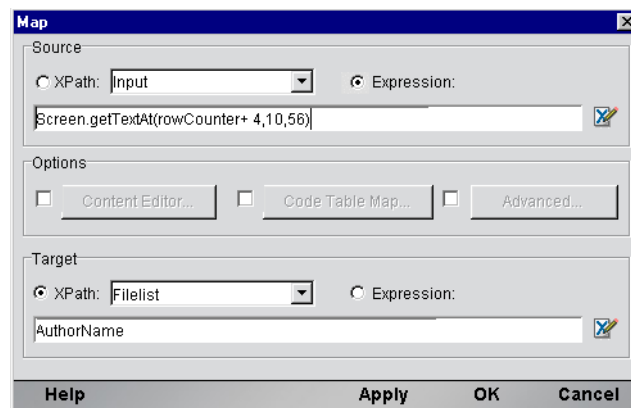 Map
Source
XPath: Input Expression:
Screen.getTextAt(rowCounter+ 4,10,56)
Options
Content Editor... Code Table Map... Advanced...
Target
XPath: Filelist Expression:
AuthorName
Help Apply OK Cancel